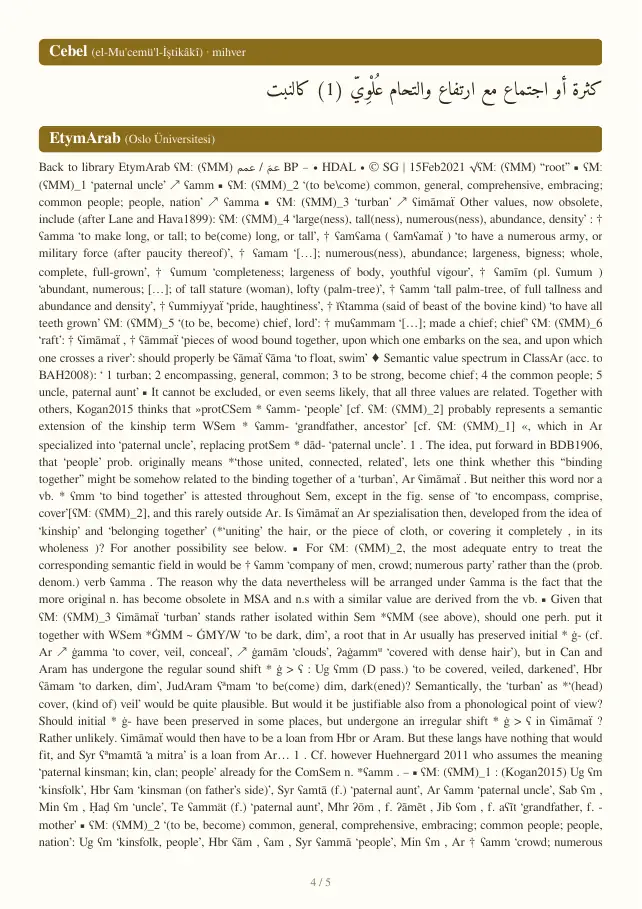 Cebel (el-Mu'cemü'l-İştikâkî) · mihver
كثرة أو اجتماع مع ارتفاع والتحام عُلْوِيّ (1) كالنبت
EtymArab (Oslo Üniversitesi)
Back to library EtymArab ʕMː (ʕMM) عمّ / عمم BP – • HDAL • © SG | 15Feb2021 √ʕMː (ʕMM) “root” ▪ ʕMː
(ʕMM)_1 ‘paternal uncle’ ↗ ʕamm ▪ ʕMː (ʕMM)_2 ‘(to be\come) common, general, comprehensive, embracing;
common people; people, nation’ ↗ ʕamma ▪ ʕMː (ʕMM)_3 ‘turban’ ↗ ʕimāmaẗ Other values, now obsolete,
include (after Lane and Hava1899): ʕMː (ʕMM)_4 ‘large(ness), tall(ness), numerous(ness), abundance, density’ : †
ʕamma ‘to make long, or tall; to be(come) long, or tall’, † ʕamʕama ( ʕamʕamaẗ ) ‘to have a numerous army, or
military force (after paucity thereof)’, † ʕamam ‘[…]; numerous(ness), abundance; largeness, bigness; whole,
complete, full-grown’, † ʕumum ‘completeness; largeness of body, youthful vigour’, † ʕamīm (pl. ʕumum )
‘abundant, numerous; […]; of tall stature (woman), lofty (palm-tree)’, † ʕamm ‘tall palm-tree, of full tallness and
abundance and density’, † ʕummiyyaẗ ‘pride, haughtiness’, † ĭʕtamma (said of beast of the bovine kind) ‘to have all
teeth grown’ ʕMː (ʕMM)_5 ‘(to be, become) chief, lord’: † muʕammam ‘[…]; made a chief; chief’ ʕMː (ʕMM)_6
‘raft’: † ʕimāmaẗ , † ʕāmmaẗ ‘pieces of wood bound together, upon which one embarks on the sea, and upon which
one crosses a river’: should properly be ʕāmaẗ ʕāma ‘to float, swim’ ♦ Semantic value spectrum in ClassAr (acc. to
BAH2008): ‘ 1 turban; 2 encompassing, general, common; 3 to be strong, become chief; 4 the common people; 5
uncle, paternal aunt’ ▪ It cannot be excluded, or even seems likely, that all three values are related. Together with
others, Kogan2015 thinks that »protCSem * ʕamm- ‘people’ [cf. ʕMː (ʕMM)_2] probably represents a semantic
extension of the kinship term WSem * ʕamm- ‘grandfather, ancestor’ [cf. ʕMː (ʕMM)_1] «, which in Ar
specialized into ‘paternal uncle’, replacing protSem * dād- ‘paternal uncle’. 1 . The idea, put forward in BDB1906,
that ‘people’ prob. originally means *‘those united, connected, related’, lets one think whether this “binding
together” might be somehow related to the binding together of a ‘turban’, Ar ʕimāmaẗ . But neither this word nor a
vb. * ʕmm ‘to bind together’ is attested throughout Sem, except in the fig. sense of ‘to encompass, comprise,
cover’[ʕMː (ʕMM)_2], and this rarely outside Ar. Is ʕimāmaẗ an Ar spezialisation then, developed from the idea of
‘kinship’ and ‘belonging together’ (*‘uniting’ the hair, or the piece of cloth, or covering it completely , in its
wholeness )? For another possibility see below. ▪ For ʕMː (ʕMM)_2, the most adequate entry to treat the
corresponding semantic field in would be † ʕamm ‘company of men, crowd; numerous party’ rather than the (prob.
denom.) verb ʕamma . The reason why the data nevertheless will be arranged under ʕamma is the fact that the
more original n. has become obsolete in MSA and n.s with a similar value are derived from the vb. ▪ Given that
ʕMː (ʕMM)_3 ʕimāmaẗ ‘turban’ stands rather isolated within Sem *ʕMM (see above), should one perh. put it
together with WSem *ĠMM ~ ĠMY/W ‘to be dark, dim’, a root that in Ar usually has preserved initial * ġ- (cf.
Ar ↗ ġamma ‘to cover, veil, conceal’, ↗ ġamām ‘clouds’, ʔaġammᵘ ‘covered with dense hair’), but in Can and
Aram has undergone the regular sound shift * ġ > ʕ : Ug ʕmm (D pass.) ‘to be covered, veiled, darkened’, Hbr
ʕāmam ‘to darken, dim’, JudAram ʕᵃmam ‘to be(come) dim, dark(ened)? Semantically, the ‘turban’ as *‘(head)
cover, (kind of) veil’ would be quite plausible. But would it be justifiable also from a phonological point of view?
Should initial * ġ- have been preserved in some places, but undergone an irregular shift * ġ > ʕ in ʕimāmaẗ ?
Rather unlikely. ʕimāmaẗ would then have to be a loan from Hbr or Aram. But these langs have nothing that would
fit, and Syr ʕᵃmamtā ‘a mitra’ is a loan from Ar… 1 . Cf. however Huehnergard 2011 who assumes the meaning
‘paternal kinsman; kin, clan; people’ already for the ComSem n. *ʕamm . – ▪ ʕMː (ʕMM)_1 : (Kogan2015) Ug ʕm
‘kinsfolk’, Hbr ʕam ‘kinsman (on father’s side)’, Syr ʕamtā (f.) ‘paternal aunt’, Ar ʕamm ‘paternal uncle’, Sab ʕm ,
Min ʕm , Ḥaḍ ʕm ‘uncle’, Te ʕammät (f.) ‘paternal aunt’, Mhr ʔōm , f. ʔāmēt , Jib ʕom , f. aʕīt ‘grandfather, f. -
mother’ ▪ ʕMː (ʕMM)_2 ‘(to be, become) common, general, comprehensive, embracing; common people; people,
nation’: Ug ʕm ‘kinsfolk, people’, Hbr ʕām , ʕam , Syr ʕammā ‘people’, Min ʕm , Ar † ʕamm ‘crowd; numerous
4 / 5